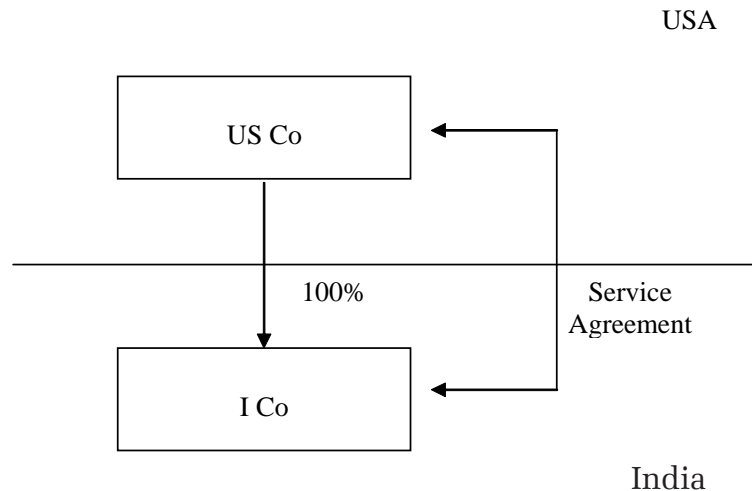 USA
US Co
100%
Service
Agreement
I Co
India